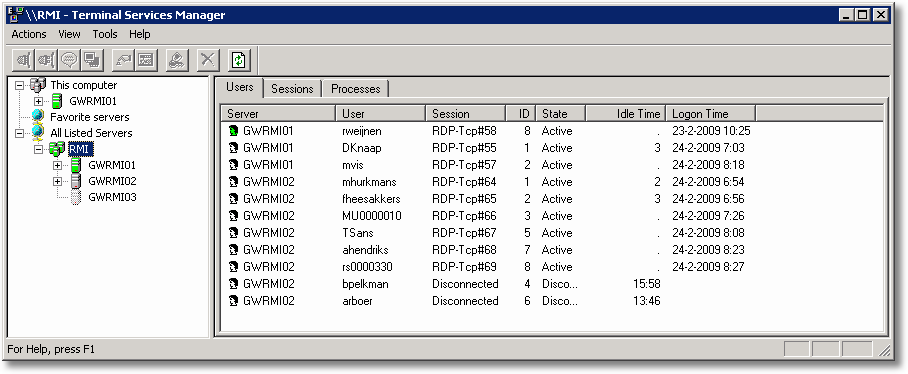 \\RMI - Terminal Services Manager
Actions View Tools Help
This computer
GWRMI01
Favorite servers
All Listed Servers
RMI
GWRMI01
GWRMI02
GWRMI03
Users Sessions Processes
Server User Session ID State Idle Time Logon Time
GWRMI01 rweijnen RDP-Tcp#58 8 Active . 23-2-2009 10:25
GWRMI01 DKnaap RDP-Tcp#55 1 Active 3 24-2-2009 7:03
GWRMI01 mvis RDP-Tcp#57 2 Active . 24-2-2009 8:18
GWRMI02 mhurkmans RDP-Tcp#64 1 Active 2 24-2-2009 6:54
GWRMI02 fheesakkers RDP-Tcp#65 2 Active 3 24-2-2009 6:56
GWRMI02 MU0000010 RDP-Tcp#66 3 Active . 24-2-2009 7:26
GWRMI02 TSans RDP-Tcp#67 5 Active . 24-2-2009 8:08
GWRMI02 ahendriks RDP-Tcp#68 7 Active . 24-2-2009 8:23
GWRMI02 rs0000330 RDP-Tcp#69 8 Active . 24-2-2009 8:27
GWRMI02 bpelkman Disconnected 4 Disco... 15:58
GWRMI02 arboer Disconnected 6 Disco... 13:46
For Help, press F1